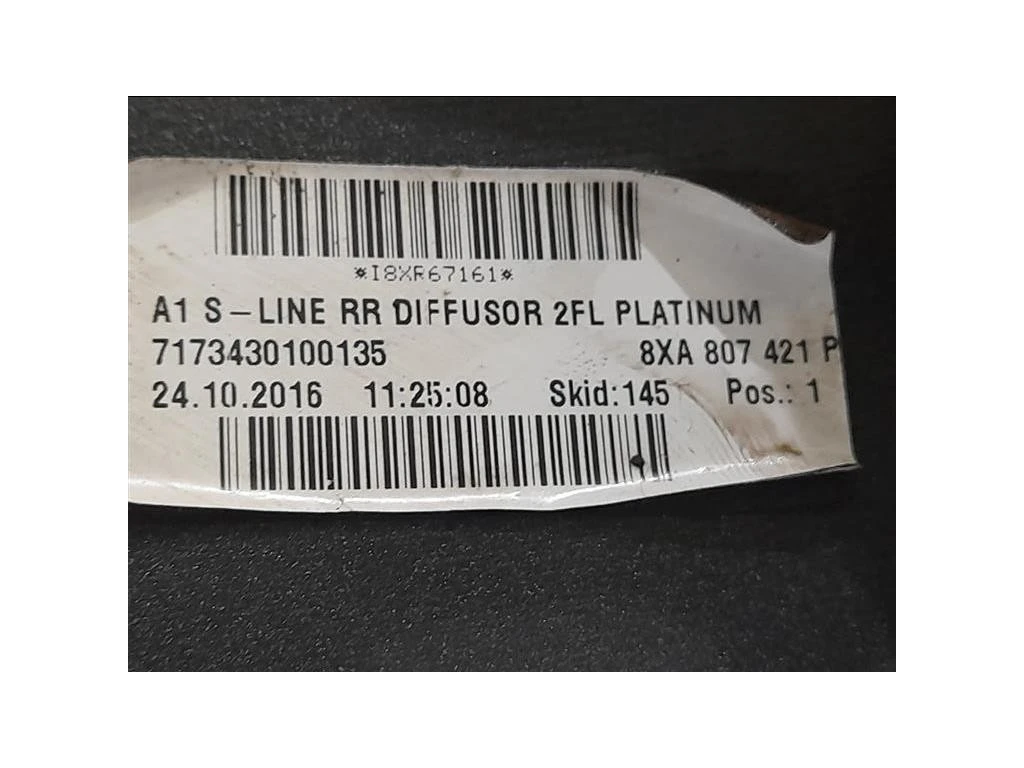 *I8XR67161*
A1 S-LINE RR DIFFUSOR 2FL PLATINUM
7173430100135 8XA 807 421 P
24.10.2016 11:25:08 Skid:145 Pos.: 1